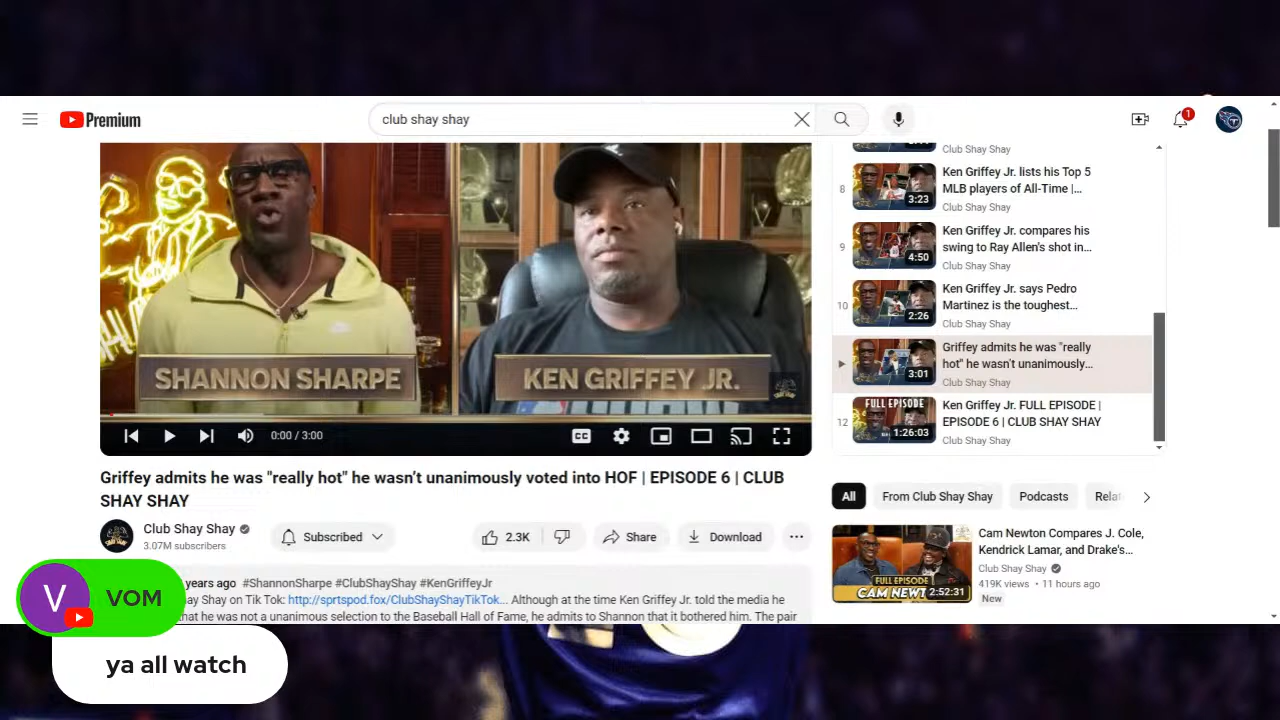 Premium
club shay shay
1
SHANNON SHARPE
KEN GRIFFEY JR.
0:00 / 3:00
CC
Griffey admits he was "really hot" he wasn't unanimously voted into HOF | EPISODE 6 | CLUB
SHAY SHAY
Club Shay Shay
3.07M subscribers
Subscribed
2.3K
Share
Download
years ago #ShannonSharpe #ClubShayShay #KenGriffeyJr
ay Shay on Tik Tok: http://sprtspod.fox/ClubShayShayTikTok... Although at the time Ken Griffey Jr. told the media he
that he was not a unanimous selection to the Baseball Hall of Fame, he admits to Shannon that it bothered him. The pair
Club Shay Shay
8
3:23
Ken Griffey Jr. lists his Top 5
MLB players of All-Time |...
Club Shay Shay
9
4:50
Ken Griffey Jr. compares his
swing to Ray Allen's shot in...
Club Shay Shay
10
2:26
Ken Griffey Jr. says Pedro
Martinez is the toughest...
Club Shay Shay
3:01
Griffey admits he was "really
hot" he wasn't unanimously...
Club Shay Shay
12
FULL EPISODE
1:26:03
Ken Griffey Jr. FULL EPISODE |
EPISODE 6 | CLUB SHAY SHAY
Club Shay Shay
All
From Club Shay Shay
Podcasts
Rela
FULL EPISODE
CAM NEWT
2:52:31
Cam Newton Compares J. Cole,
Kendrick Lamar, and Drake's...
Club Shay Shay
419K views • 11 hours ago
New
V
VOM
ya all watch